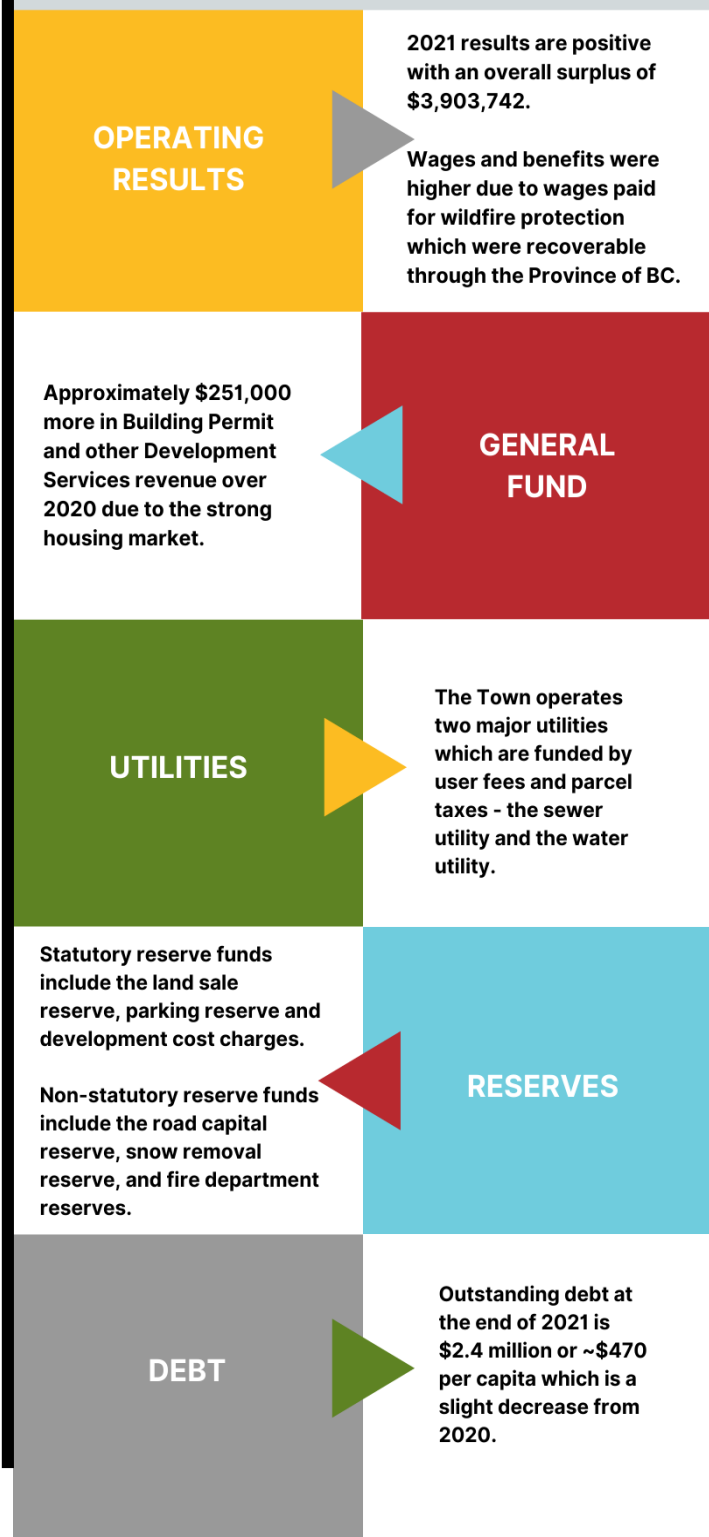 OPERATING
RESULTS
2021 results are positive
with an overall surplus of
$3,903,742.
Wages and benefits were
higher due to wages paid
for wildfire protection
which were recoverable
through the Province of BC.
Approximately $251,000
more in Building Permit
and other Development
Services revenue over
2020 due to the strong
housing market.
GENERAL
FUND
UTILITIES
The Town operates
two major utilities
which are funded by
user fees and parcel
taxes - the sewer
utility and the water
utility.
Statutory reserve funds
include the land sale
reserve, parking reserve and
development cost charges.
Non-statutory reserve funds
include the road capital
reserve, snow removal
reserve, and fire department
reserves.
RESERVES
DEBT
Outstanding debt at
the end of 2021 is
$2.4 million or ~$470
per capita which is a
slight decrease from
2020.